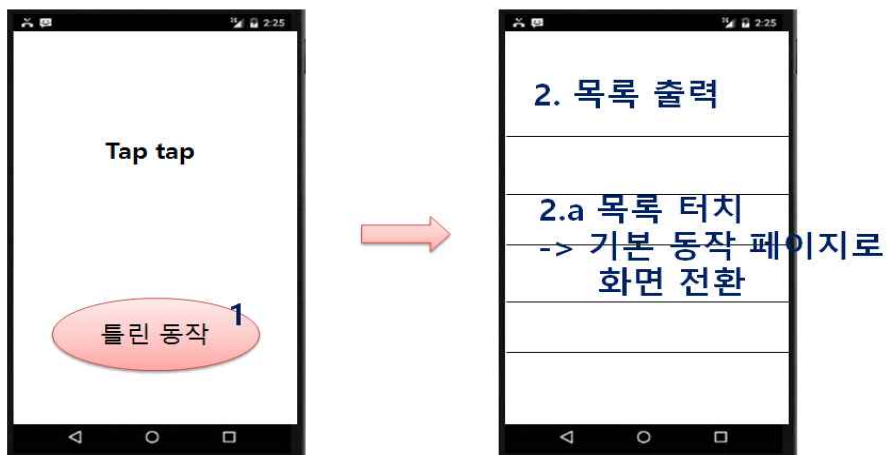 2:25
Tap tap
틀린 동작
1
2:25
2. 목록 출력
2.a 목록 터치
-> 기본 동작 페이지로
화면 전환